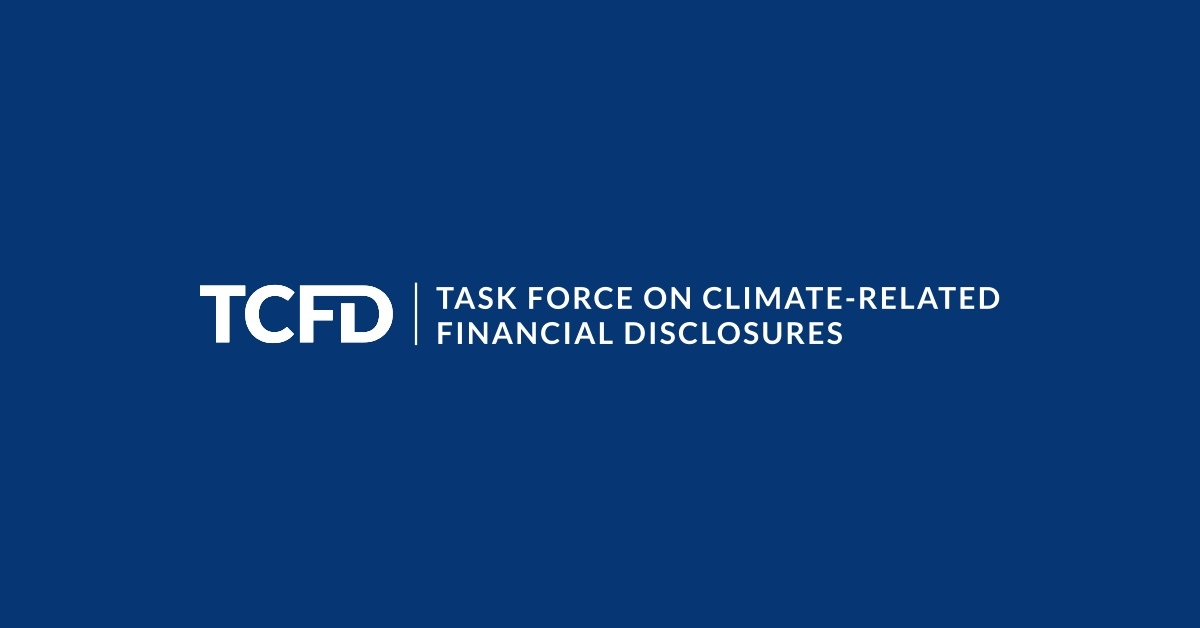 TCFD
TASK FORCE ON CLIMATE-RELATED
FINANCIAL DISCLOSURES